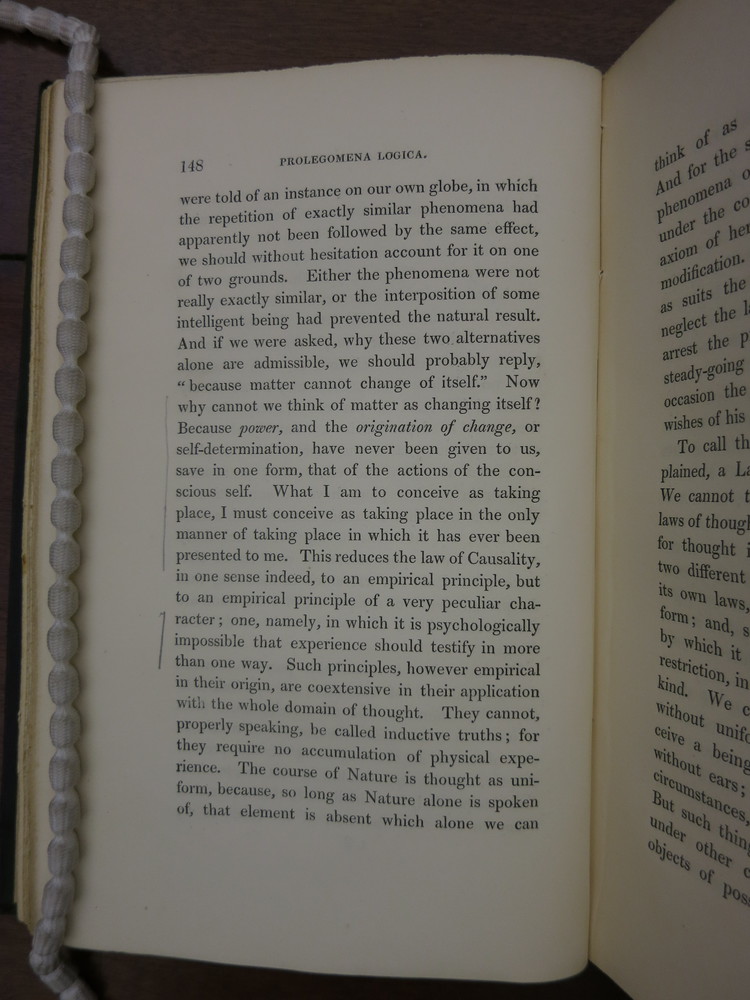 148 PROLEGOMENA LOGICA.
were told of an instance on our own globe, in which
the repetition of exactly similar phenomena had
apparently not been followed by the same effect,
we should without hesitation account for it on one
of two grounds. Either the phenomena were not
really exactly similar, or the interposition of some
intelligent being had prevented the natural result.
And if we were asked, why these two alternatives
alone are admissible, we should probably reply,
“because matter cannot change of itself.” Now
why cannot we think of matter as changing itself?
Because power, and the origination of change, or
self-determination, have never been given to us,
save in one form, that of the actions of the con-
scious self. What I am to conceive as taking
place, I must conceive as taking place in the only
manner of taking place in which it has ever been
presented to me. This reduces the law of Causality,
in one sense indeed, to an empirical principle, but
to an empirical principle of a very peculiar cha-
racter; one, namely, in which it is psychologically
impossible that experience should testify in more
than one way. Such principles, however empirical
in their origin, are coextensive in their application
with the whole domain of thought. They cannot,
properly speaking, be called inductive truths; for
they require no accumulation of physical expe-
rience. The course of Nature is thought as uni-
form, because, so long as Nature alone is spoken
of, that element is absent which alone we can
think of as
And for the
phenomena
under the
axiom of
modification.
as suits the
neglect the
arrest the
steady-going
occasion the
wishes of his
To call
plained, a
We cannot
laws of
for thought
two different
its own laws,
form; and,
by which it
restriction, in
kind. We
without
ceive a being
without ears;
circumstances,
But such
under other
objects of